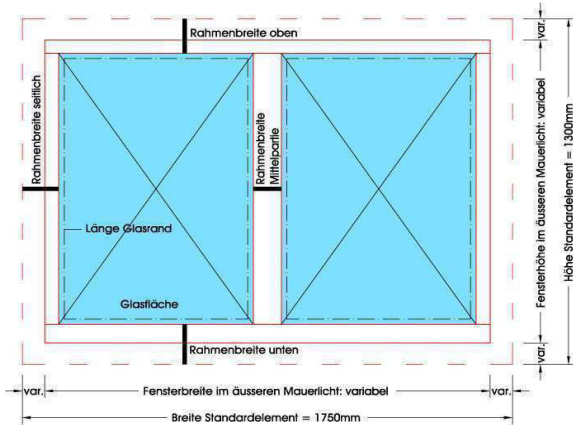 Rahmenbreite oben
var.
Rahmenbreite seitlich
Rahmenbreite
Mittelpartie
Länge Glasrand
Glasfläche
Rahmenbreite unten
Fensterhöhe im äusseren Mauerlicht: variabel
Höhe Standardelement = 1300mm
var.
var.
Fensterbreite im äusseren Mauerlicht: variabel
var.
Breite Standardelement = 1750mm